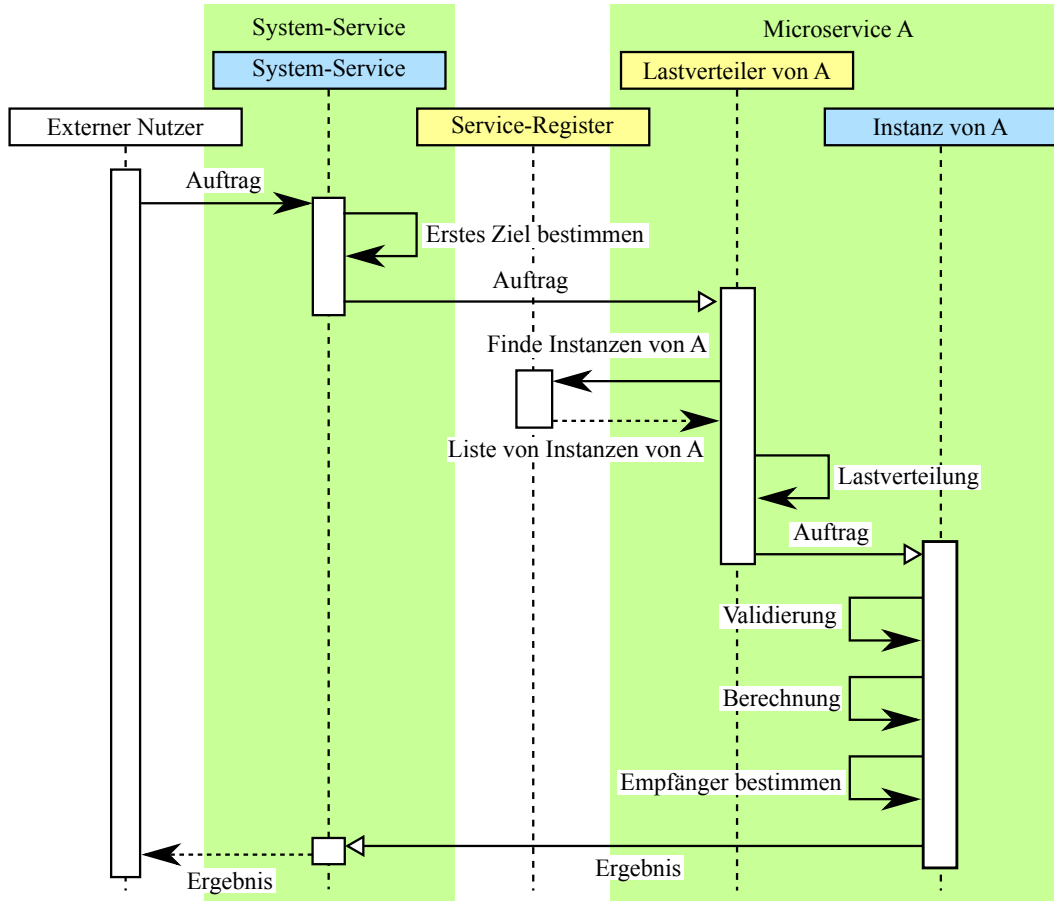 System-Service
Microservice A
System-Service
Lastverteiler von A
Externer Nutzer
Service-Register
Instanz von A
Auftrag
Erstes Ziel bestimmen
Auftrag
Finde Instanzen von A
Liste von Instanzen von A
Lastverteilung
Auftrag
Validierung
Berechnung
Empfänger bestimmen
Ergebnis
Ergebnis